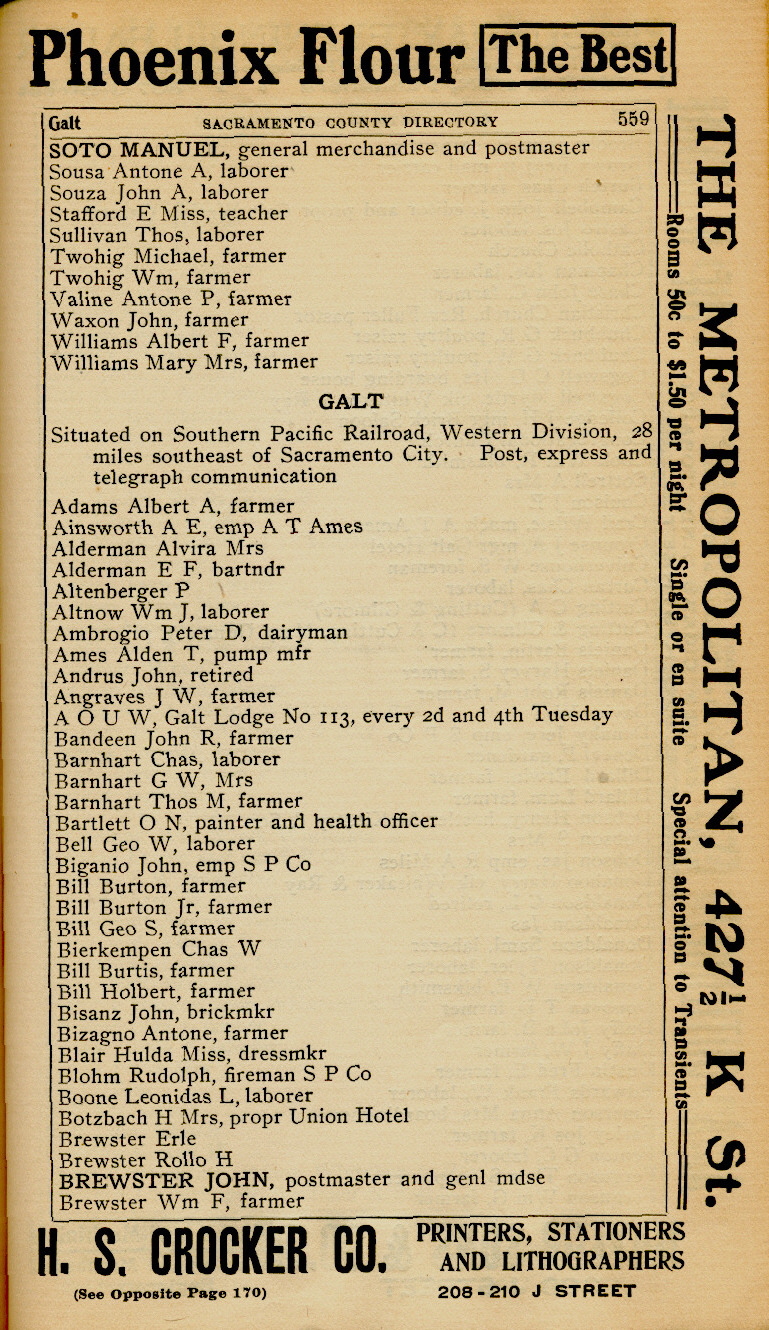 Phoenix Flour The Best
Galt SACRAMENTO COUNTY DIRECTORY 559
SOTO MANUEL, general merchandise and postmaster
Sousa Antone A, laborer
Souza John A, laborer
Stafford E Miss, teacher
Sullivan Thos, laborer
Twohig Michael, farmer
Twohig Wm, farmer
Valine Antone P, farmer
Waxon John, farmer
Williams Albert F, farmer
Williams Mary Mrs, farmer
GALT
Situated on Southern Pacific Railroad, Western Division, 28
miles southeast of Sacramento City. Post, express and
telegraph communication
Adams Albert A, farmer
Ainsworth A E, emp A T Ames
Alderman Alvira Mrs
Alderman E F, bartndr
Altenberger P
Altnow Wm J, laborer
Ambrogio Peter D, dairyman
Ames Alden T, pump mfr
Andrus John, retired
Angraves J W, farmer
A O U W, Galt Lodge No 113, every 2d and 4th Tuesday
Bandeen John R, farmer
Barnhart Chas, laborer
Barnhart G W, Mrs
Barnhart Thos M, farmer
Bartlett O N, painter and health officer
Bell Geo W, laborer
Biganio John, emp S P Co
Bill Burton, farmer
Bill Burton Jr, farmer
Bill Geo S, farmer
Bierkempen Chas W
Bill Burtis, farmer
Bill Holbert, farmer
Bisanz John, brickmkr
Bizagno Antone, farmer
Blair Hulda Miss, dressmkr
Blohm Rudolph, fireman S P Co
Boone Leonidas L, laborer
Botzbach H Mrs, propr Union Hotel
Brewster Erle
Brewster Rollo H
BREWSTER JOHN, postmaster and genl mdse
Brewster Wm F, farmer
THE METROPOLITAN, 427½ K St.
Rooms 50c to $1.50 per night Single or en suite Special attention to Transients
H. S. CROCKER CO.
(See Opposite Page 170)
PRINTERS, STATIONERS
AND LITHOGRAPHERS
208-210 J STREET